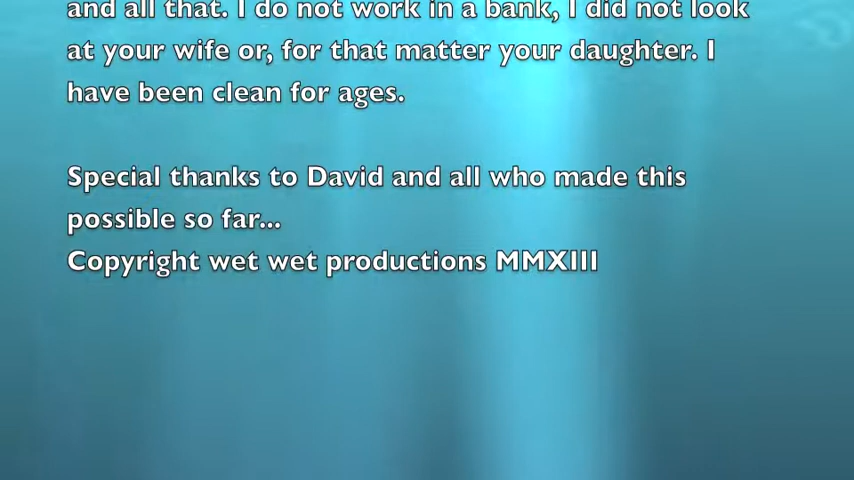 and all that. I do not work in a bank, I did not look
at your wife or, for that matter your daughter. I
have been clean for ages.
Special thanks to David and all who made this
possible so far...
Copyright wet wet productions MMXIII